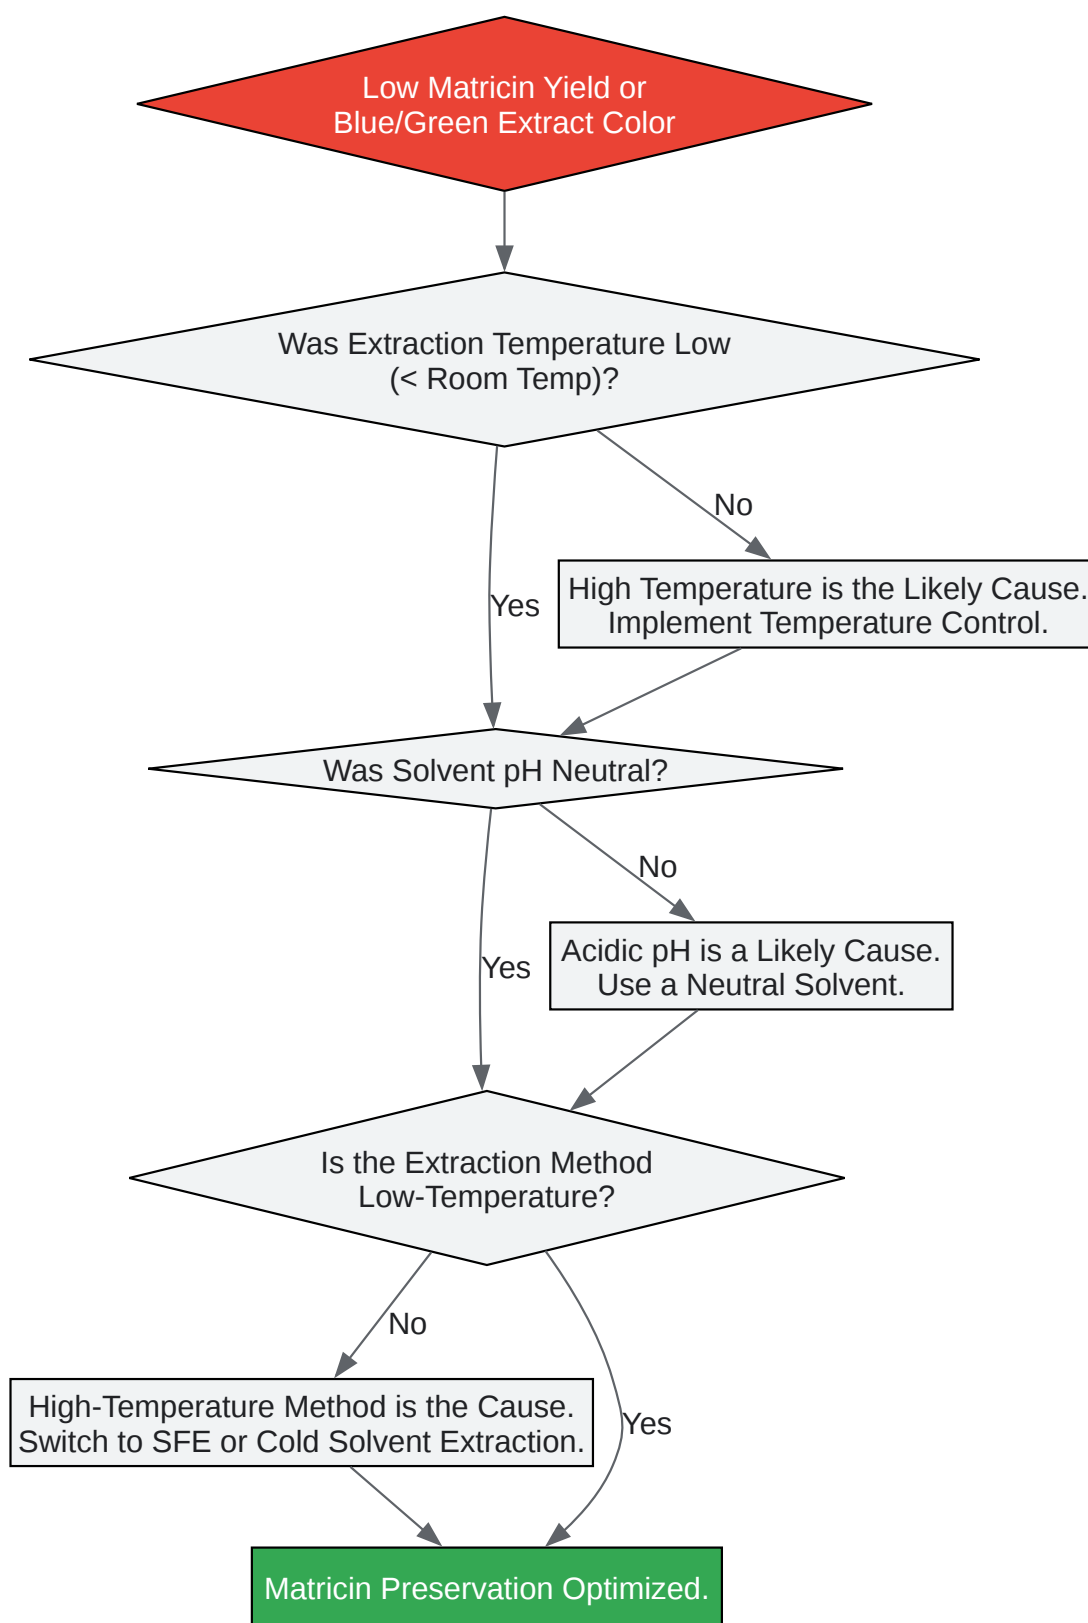 Low Matricin Yield or
Blue/Green Extract Color
Was Extraction Temperature Low
(< Room Temp)?
No
High Temperature is the Likely Cause.
Implement Temperature Control.
Yes
Was Solvent pH Neutral?
No
Acidic pH is a Likely Cause.
Use a Neutral Solvent.
Yes
Is the Extraction Method
Low-Temperature?
No
High-Temperature Method is the Cause.
Switch to SFE or Cold Solvent Extraction.
Yes
Matricin Preservation Optimized.